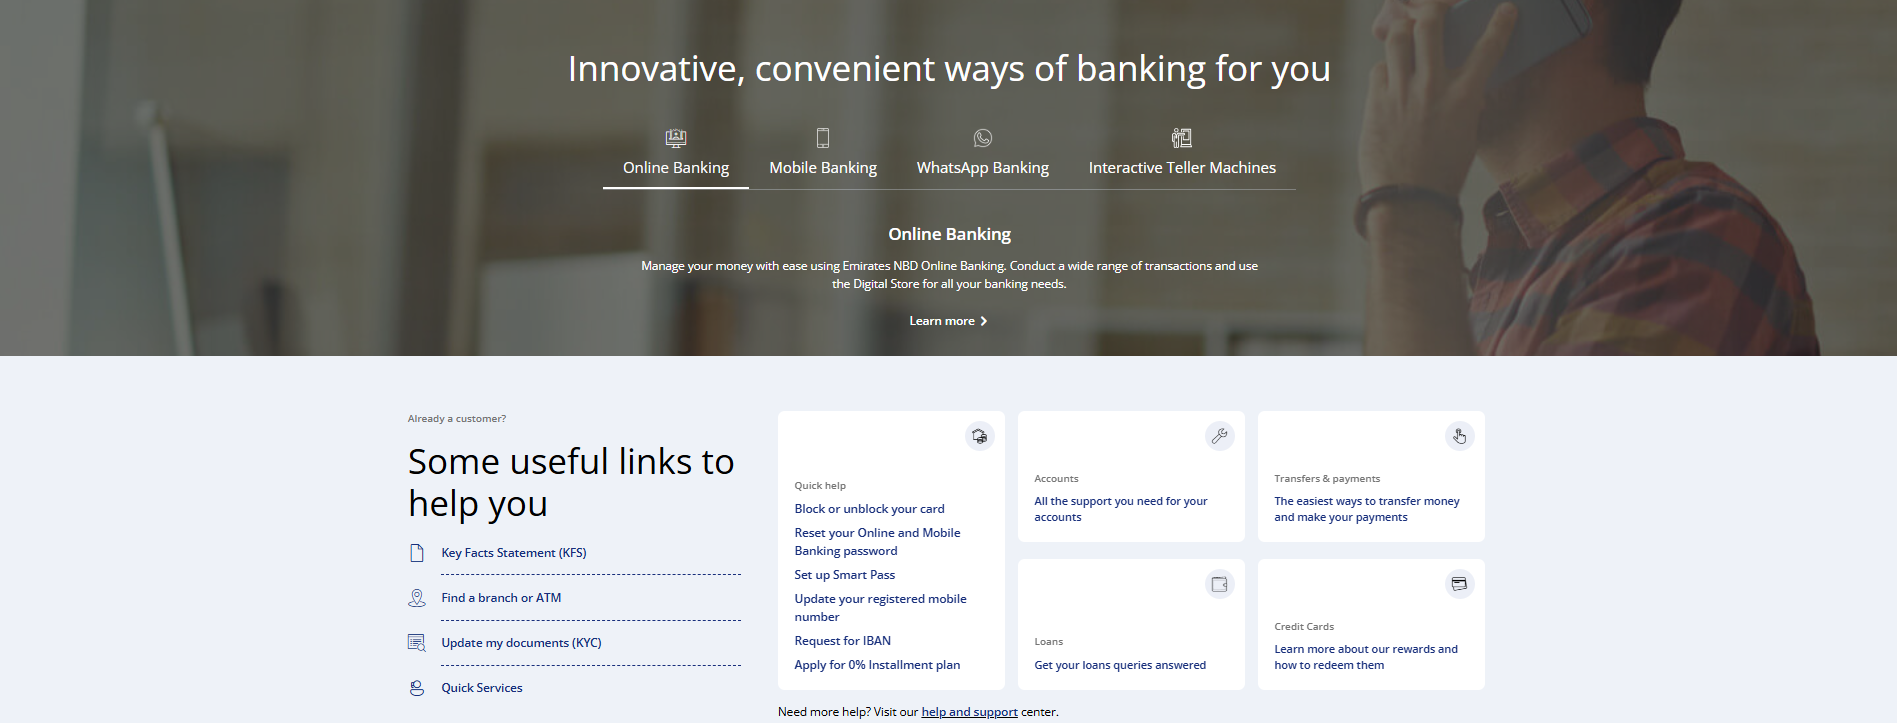 Innovative, convenient ways of banking for you
Online Banking
Mobile Banking
WhatsApp Banking
Interactive Teller Machines
Online Banking
Manage your money with ease using Emirates NBD Online Banking. Conduct a wide range of transactions and use
the Digital Store for all your banking needs.
Learn more
Already a customer?
Some useful links to
help you
Key Facts Statement (KFS)
Find a branch or ATM
Update my documents (KYC)
Quick Services
Quick help
Block or unblock your card
Reset your Online and Mobile
Banking password
Set up Smart Pass
Update your registered mobile
number
Request for IBAN
Apply for 0% Installment plan
Accounts
All the support you need for your
accounts
Transfers & payments
The easiest ways to transfer money
and make your payments
Loans
Get your loans queries answered
Credit Cards
Learn more about our rewards and
how to redeem them
Need more help? Visit our help and support center.